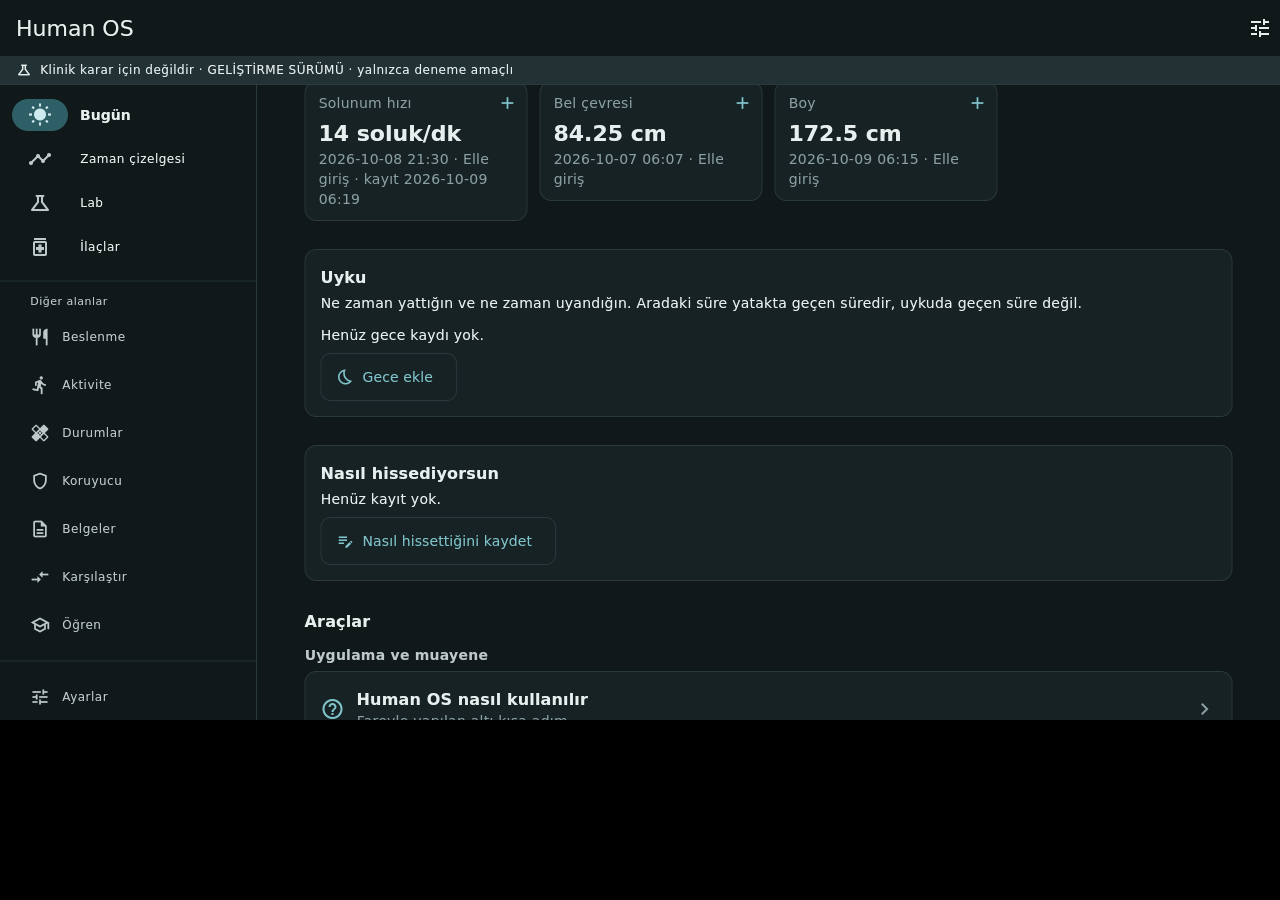 Human OS
Klinik karar için değildir · GELİŞTİRME SÜRÜMÜ · yalnızca deneme amaçlı
Bugün
Zaman çizelgesi
Lab
İlaçlar
Diğer alanlar
Beslenme
Aktivite
Durumlar
Koruyucu
Belgeler
Karşılaştır
Öğren
Ayarlar
Solunum hızı
14 soluk/dk
2026-10-08 21:30 · Elle
giriş · kayıt 2026-10-09
06:19
Bel çevresi
84.25 cm
2026-10-07 06:07 · Elle
giriş
Boy
172.5 cm
2026-10-09 06:15 · Elle
giriş
Uyku
Ne zaman yattığın ve ne zaman uyandığın. Aradaki süre yatakta geçen süredir, uykuda geçen süre değil.
Henüz gece kaydı yok.
Gece ekle
Nasıl hissediyorsun
Henüz kayıt yok.
Nasıl hissettiğini kaydet
Araçlar
Uygulama ve muayene
Human OS nasıl kullanılır
Fareyle yapılan altı kısa adım